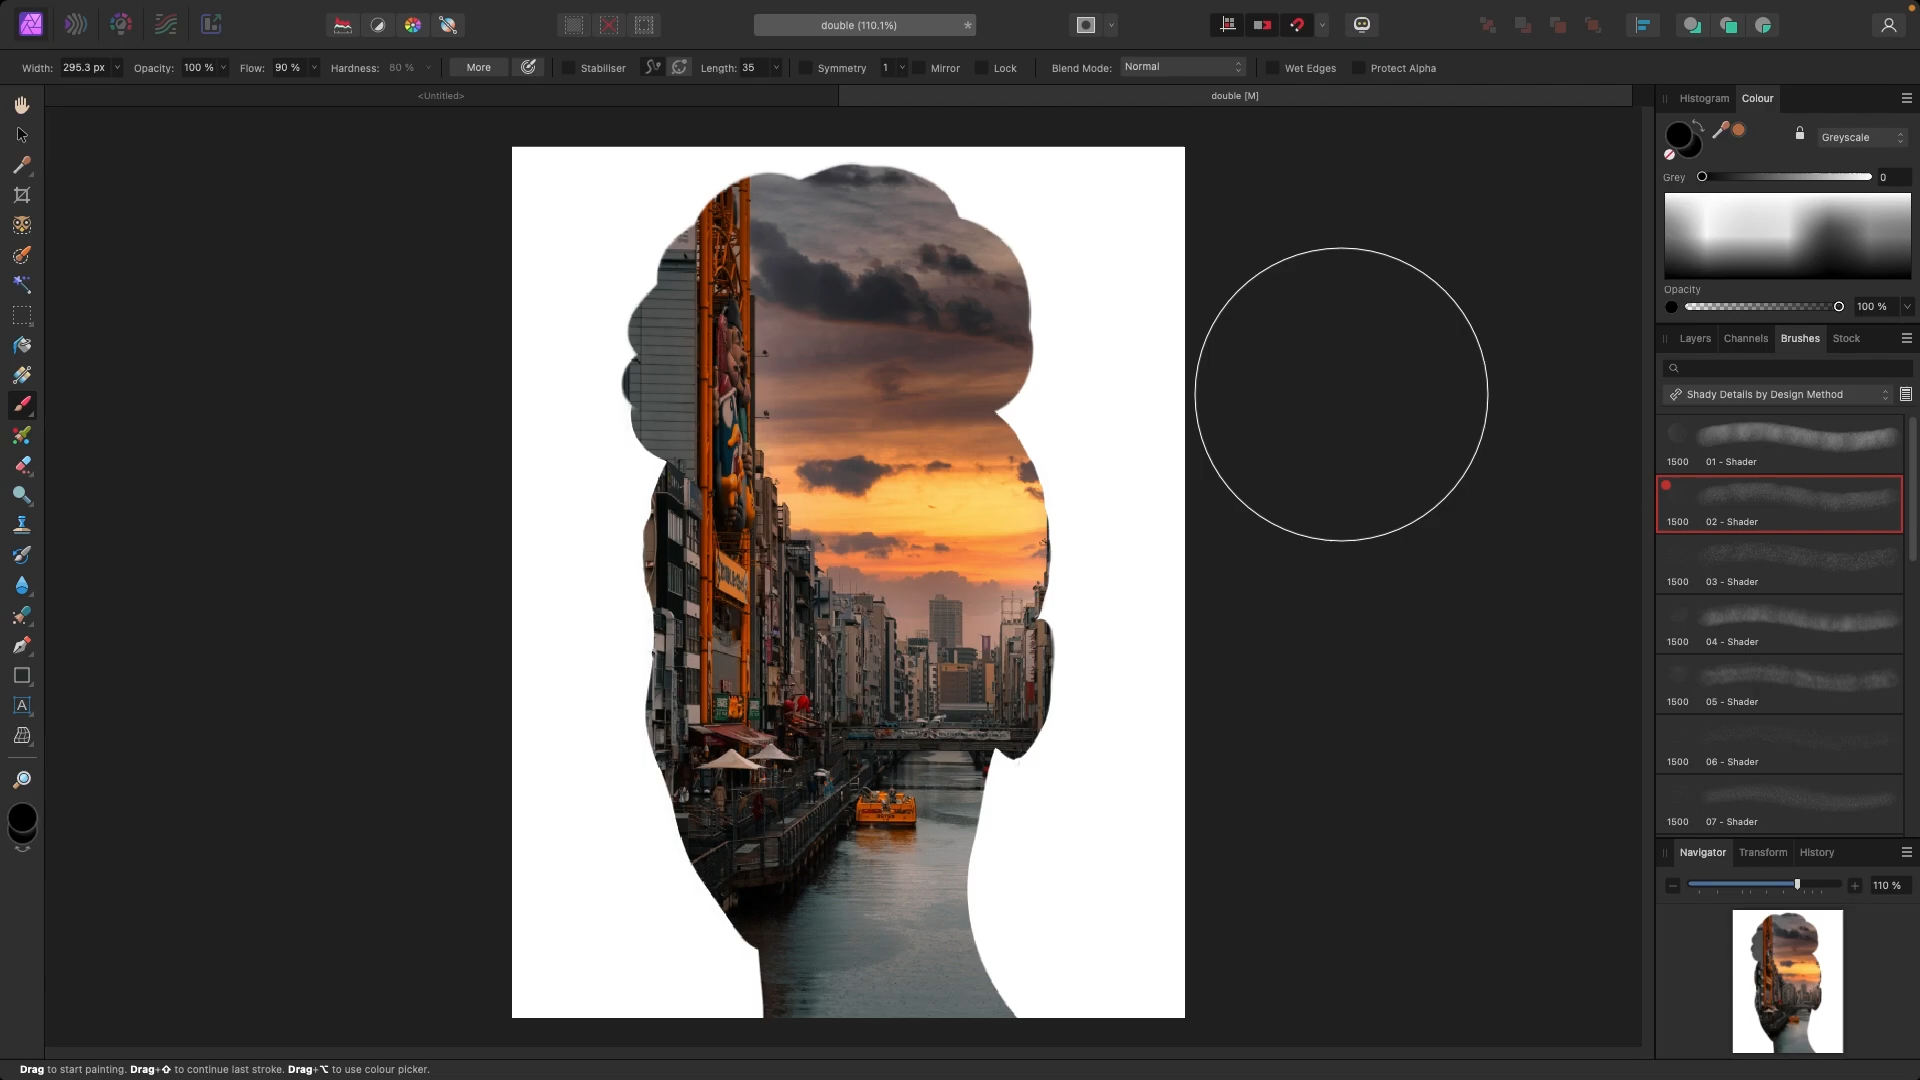 double (110.1%) *
Width: 295.3 px Opacity: 100 % Flow: 90 % Hardness: 80 % More Stabiliser Length: 35 Symmetry 1 Mirror Lock Blend Mode: Normal Wet Edges Protect Alpha
<Untitled> double [M]
Histogram Colour
Greyscale
Grey 0
Opacity
100 %
Layers Channels Brushes Stock
Shady Details by Design Method
1500 01 - Shader
1500 02 - Shader
1500 03 - Shader
1500 04 - Shader
1500 05 - Shader
1500 06 - Shader
1500 07 - Shader
Navigator Transform History
110 %
A
Drag to start painting. Drag+⇧ to continue last stroke. Drag+⌥ to use colour picker.